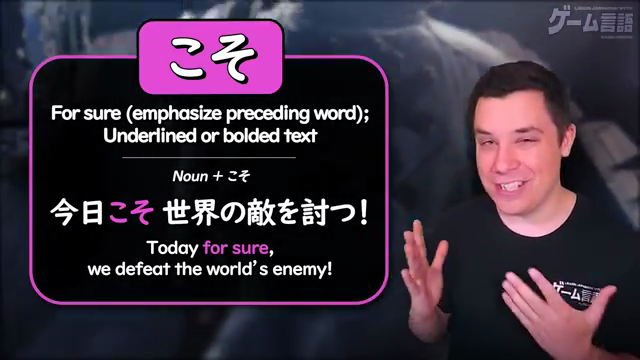 こそ
For sure (emphasize preceding word);
Underlined or bolded text
Noun + こそ
今日こそ 世界の敵を討つ!
Today for sure,
we defeat the world's enemy!
ゲーム言語
ゲーム言語